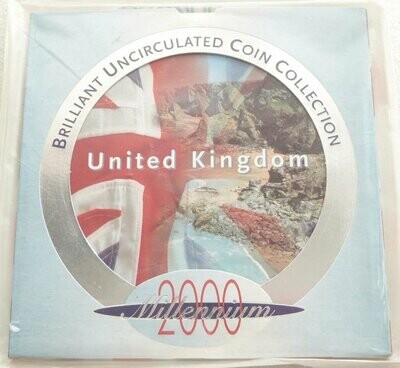 BRILLIANT UNCIRCULATED COIN COLLECTION
United Kingdom
2000
Millennium